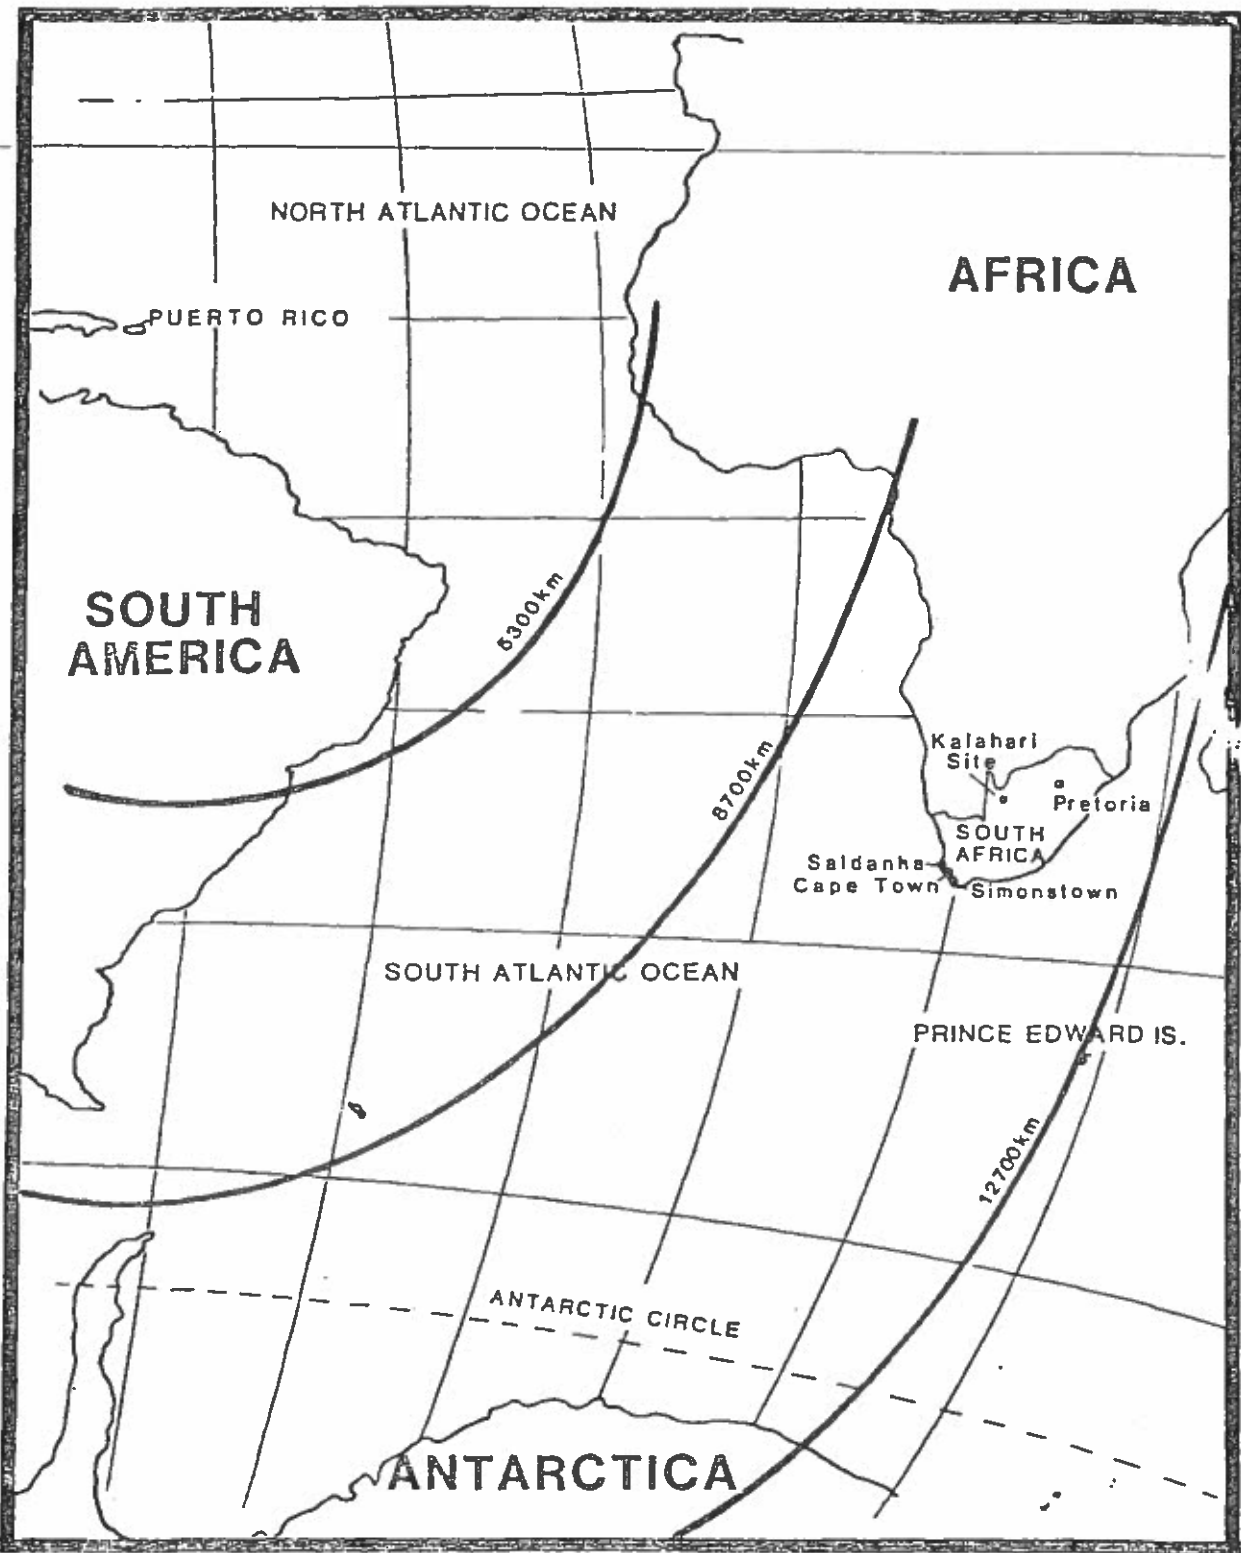 NORTH ATLANTIC OCEAN
AFRICA
PUERTO RICO
SOUTH
AMERICA
5300km
8700km
Kalahari
Site
Pretoria
SOUTH
AFRICA
Saldanha
Cape Town
Simonstown
SOUTH ATLANTIC OCEAN
PRINCE EDWARD IS.
12700km
ANTARCTIC CIRCLE
ANTARCTICA